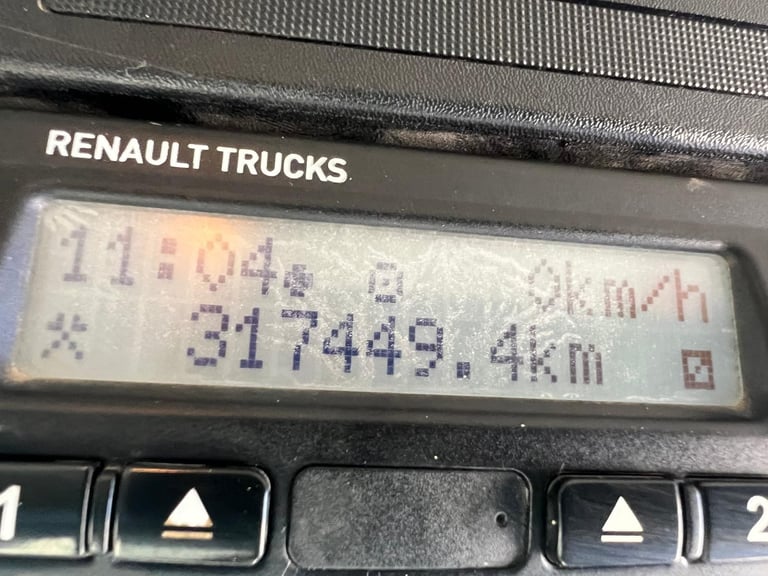 RENAULT TRUCKS
11:04 0km/h
317449.4km
1 2